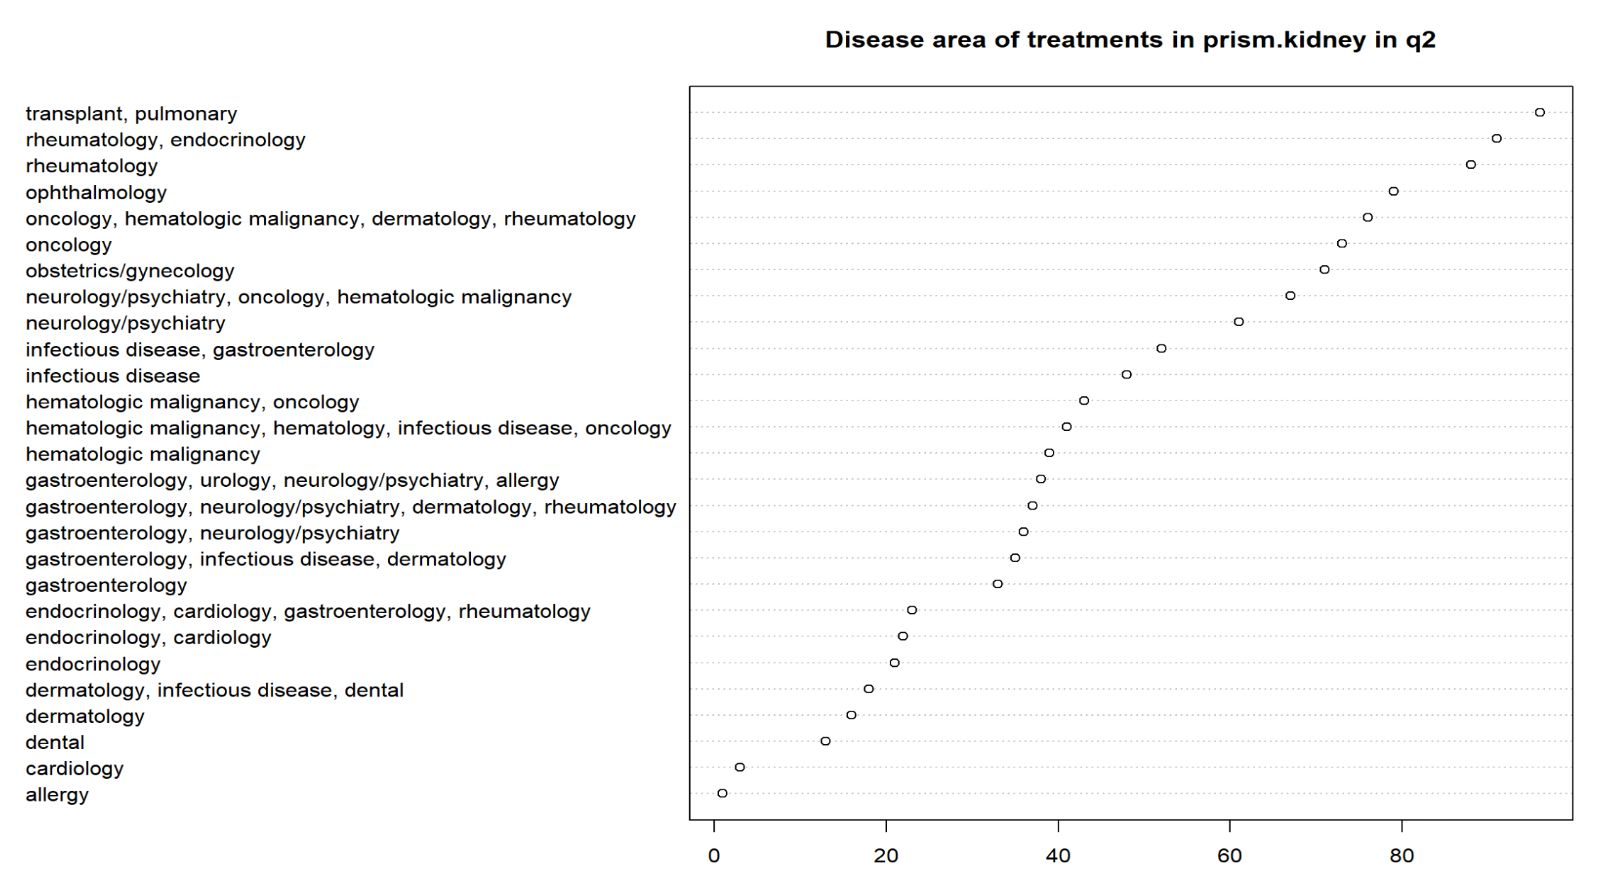 Disease area of treatments in prism.kidney in q2
transplant, pulmonary
rheumatology, endocrinology
rheumatology
ophthalmology
oncology, hematologic malignancy, dermatology, rheumatology
oncology
obstetrics/gynecology
neurology/psychiatry, oncology, hematologic malignancy
neurology/psychiatry
infectious disease, gastroenterology
infectious disease
hematologic malignancy, oncology
hematologic malignancy, hematology, infectious disease, oncology
hematologic malignancy
gastroenterology, urology, neurology/psychiatry, allergy
gastroenterology, neurology/psychiatry, dermatology, rheumatology
gastroenterology, neurology/psychiatry
gastroenterology, infectious disease, dermatology
gastroenterology
endocrinology, cardiology, gastroenterology, rheumatology
endocrinology, cardiology
endocrinology
dermatology, infectious disease, dental
dermatology
dental
cardiology
allergy
0 20 40 60 80